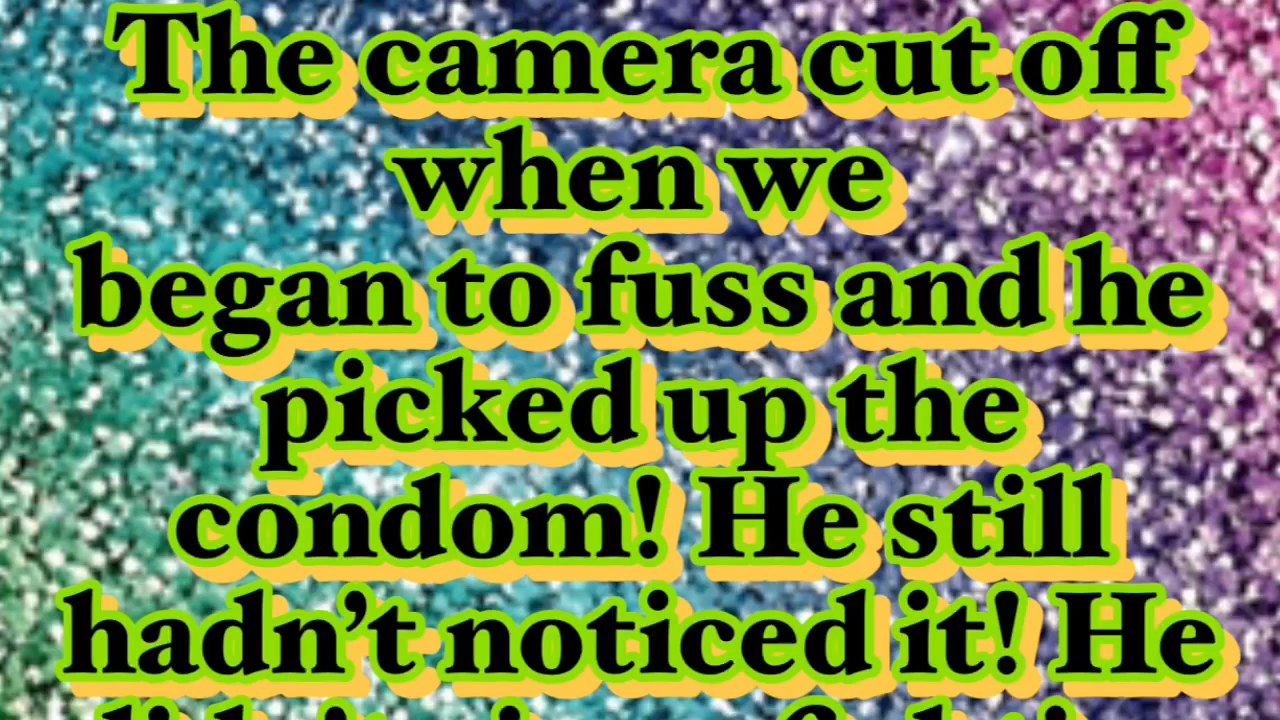 The camera cut off
when we
began to fuss and he
picked up the
condom! He still
hadn’t noticed it! He